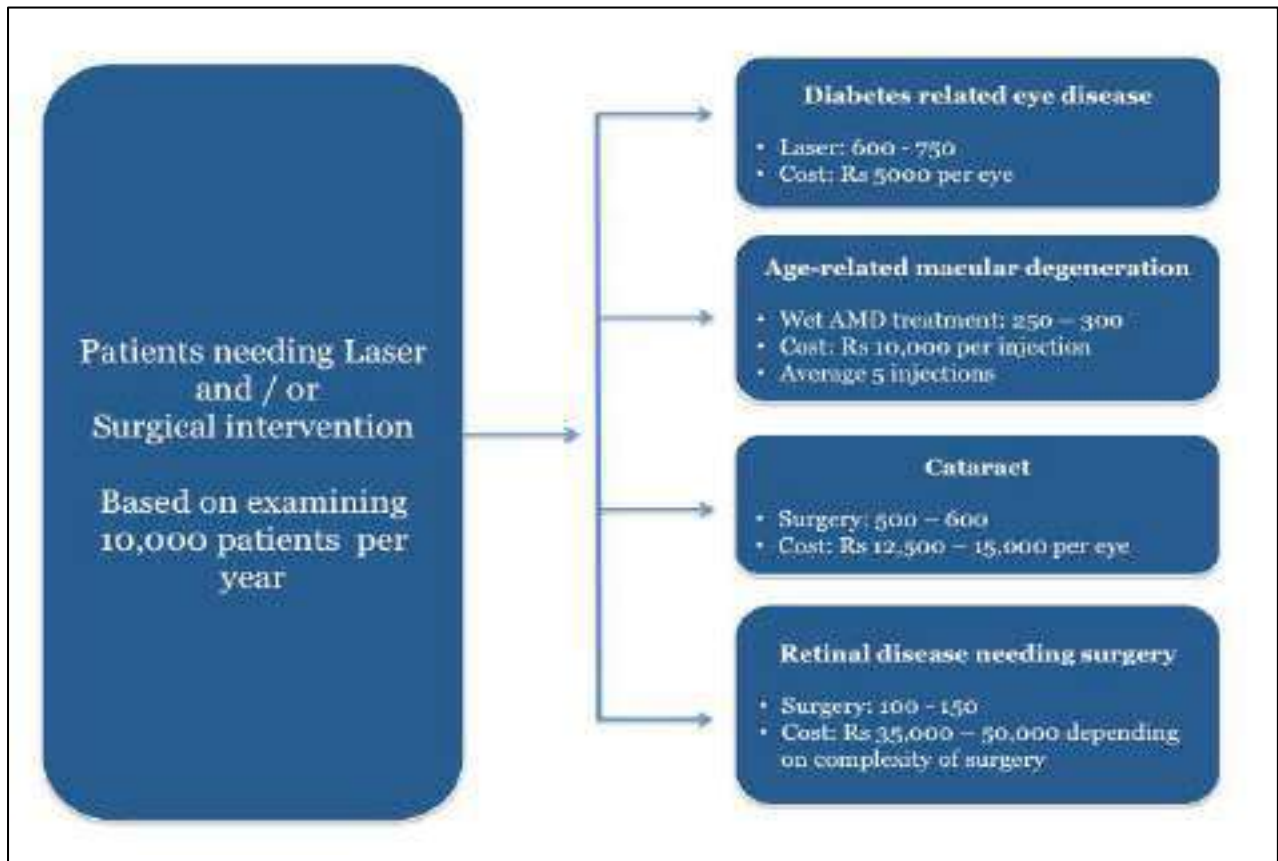 Patients needing Laser
and / or
Surgical intervention
Based on examining
10,000 patients per
year
Diabetes related eye disease
• Laser: 600 - 750
• Cost: Rs 5000 per eye
Age-related macular degeneration
• Wet AMD treatment: 250 – 300
• Cost: Rs 10,000 per injection
• Average 5 injections
Cataract
• Surgery: 500 – 600
• Cost: Rs 12,500 – 15,000 per eye
Retinal disease needing surgery
• Surgery: 100 - 150
• Cost: Rs 35,000 – 50,000 depending
on complexity of surgery